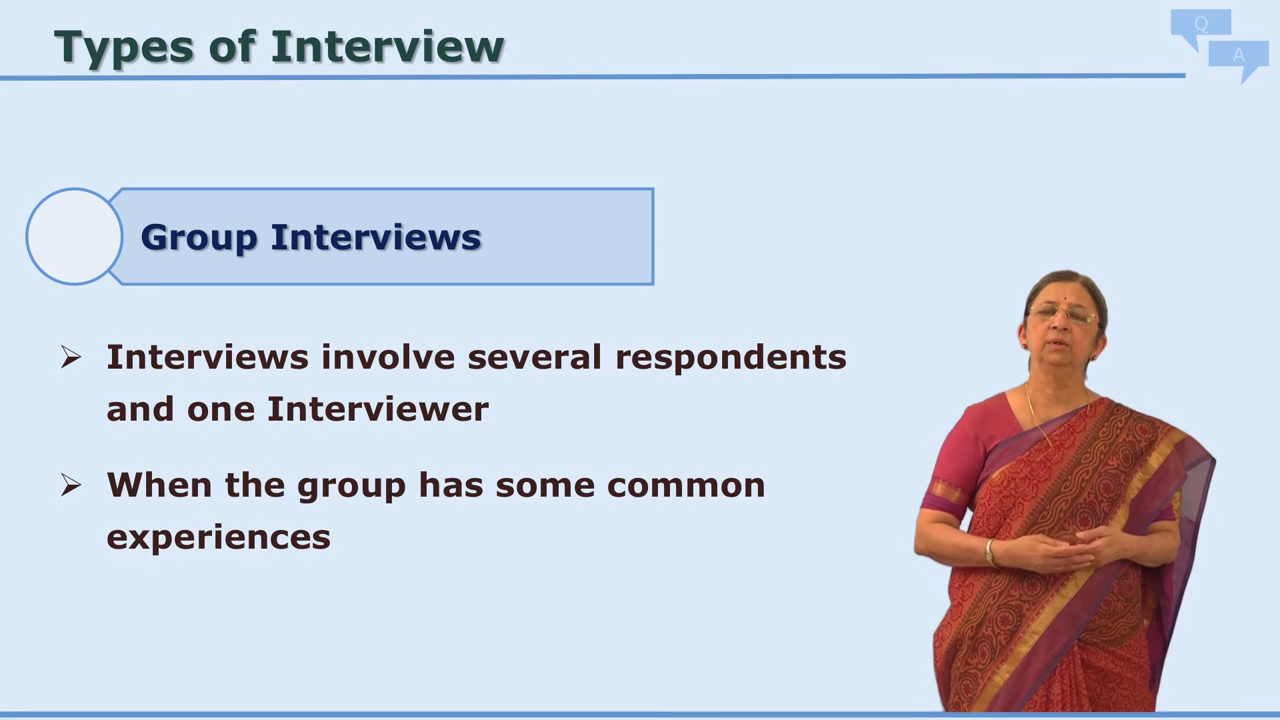 Types of Interview
Q
A
Group Interviews
Interviews involve several respondents
and one Interviewer
When the group has some common
experiences